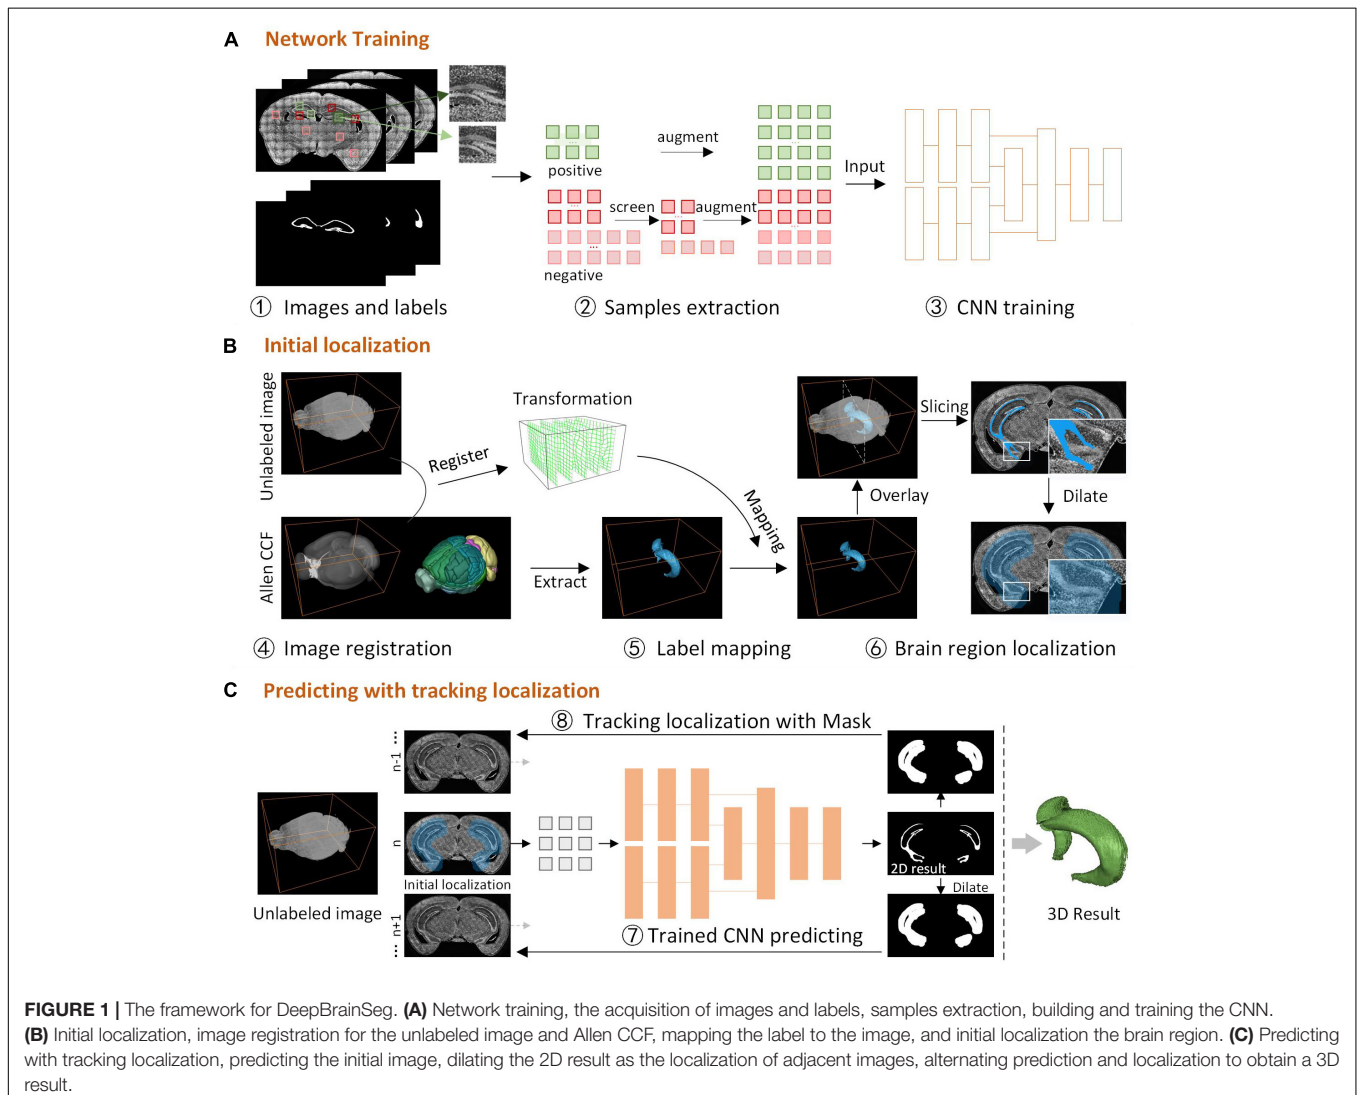 A Network Training
augment
positive
Input
screen
augment
negative
① Images and labels
② Samples extraction
③ CNN training
B Initial localization
Unlabeled image
Transformation
Register
Slicing
Overlay
Dilate
Mapping
Allen CCF
Extract
④ Image registration
⑤ Label mapping
⑥ Brain region localization
C Predicting with tracking localization
⑧ Tracking localization with Mask
...
n-1
n
Initial localization
2D result
Dilate
Unlabeled image
n+1
...
⑦ Trained CNN predicting
3D Result
FIGURE 1 | The framework for DeepBrainSeg. (A) Network training, the acquisition of images and labels, samples extraction, building and training the CNN.
(B) Initial localization, image registration for the unlabeled image and Allen CCF, mapping the label to the image, and initial localization the brain region. (C) Predicting
with tracking localization, predicting the initial image, dilating the 2D result as the localization of adjacent images, alternating prediction and localization to obtain a 3D
result.